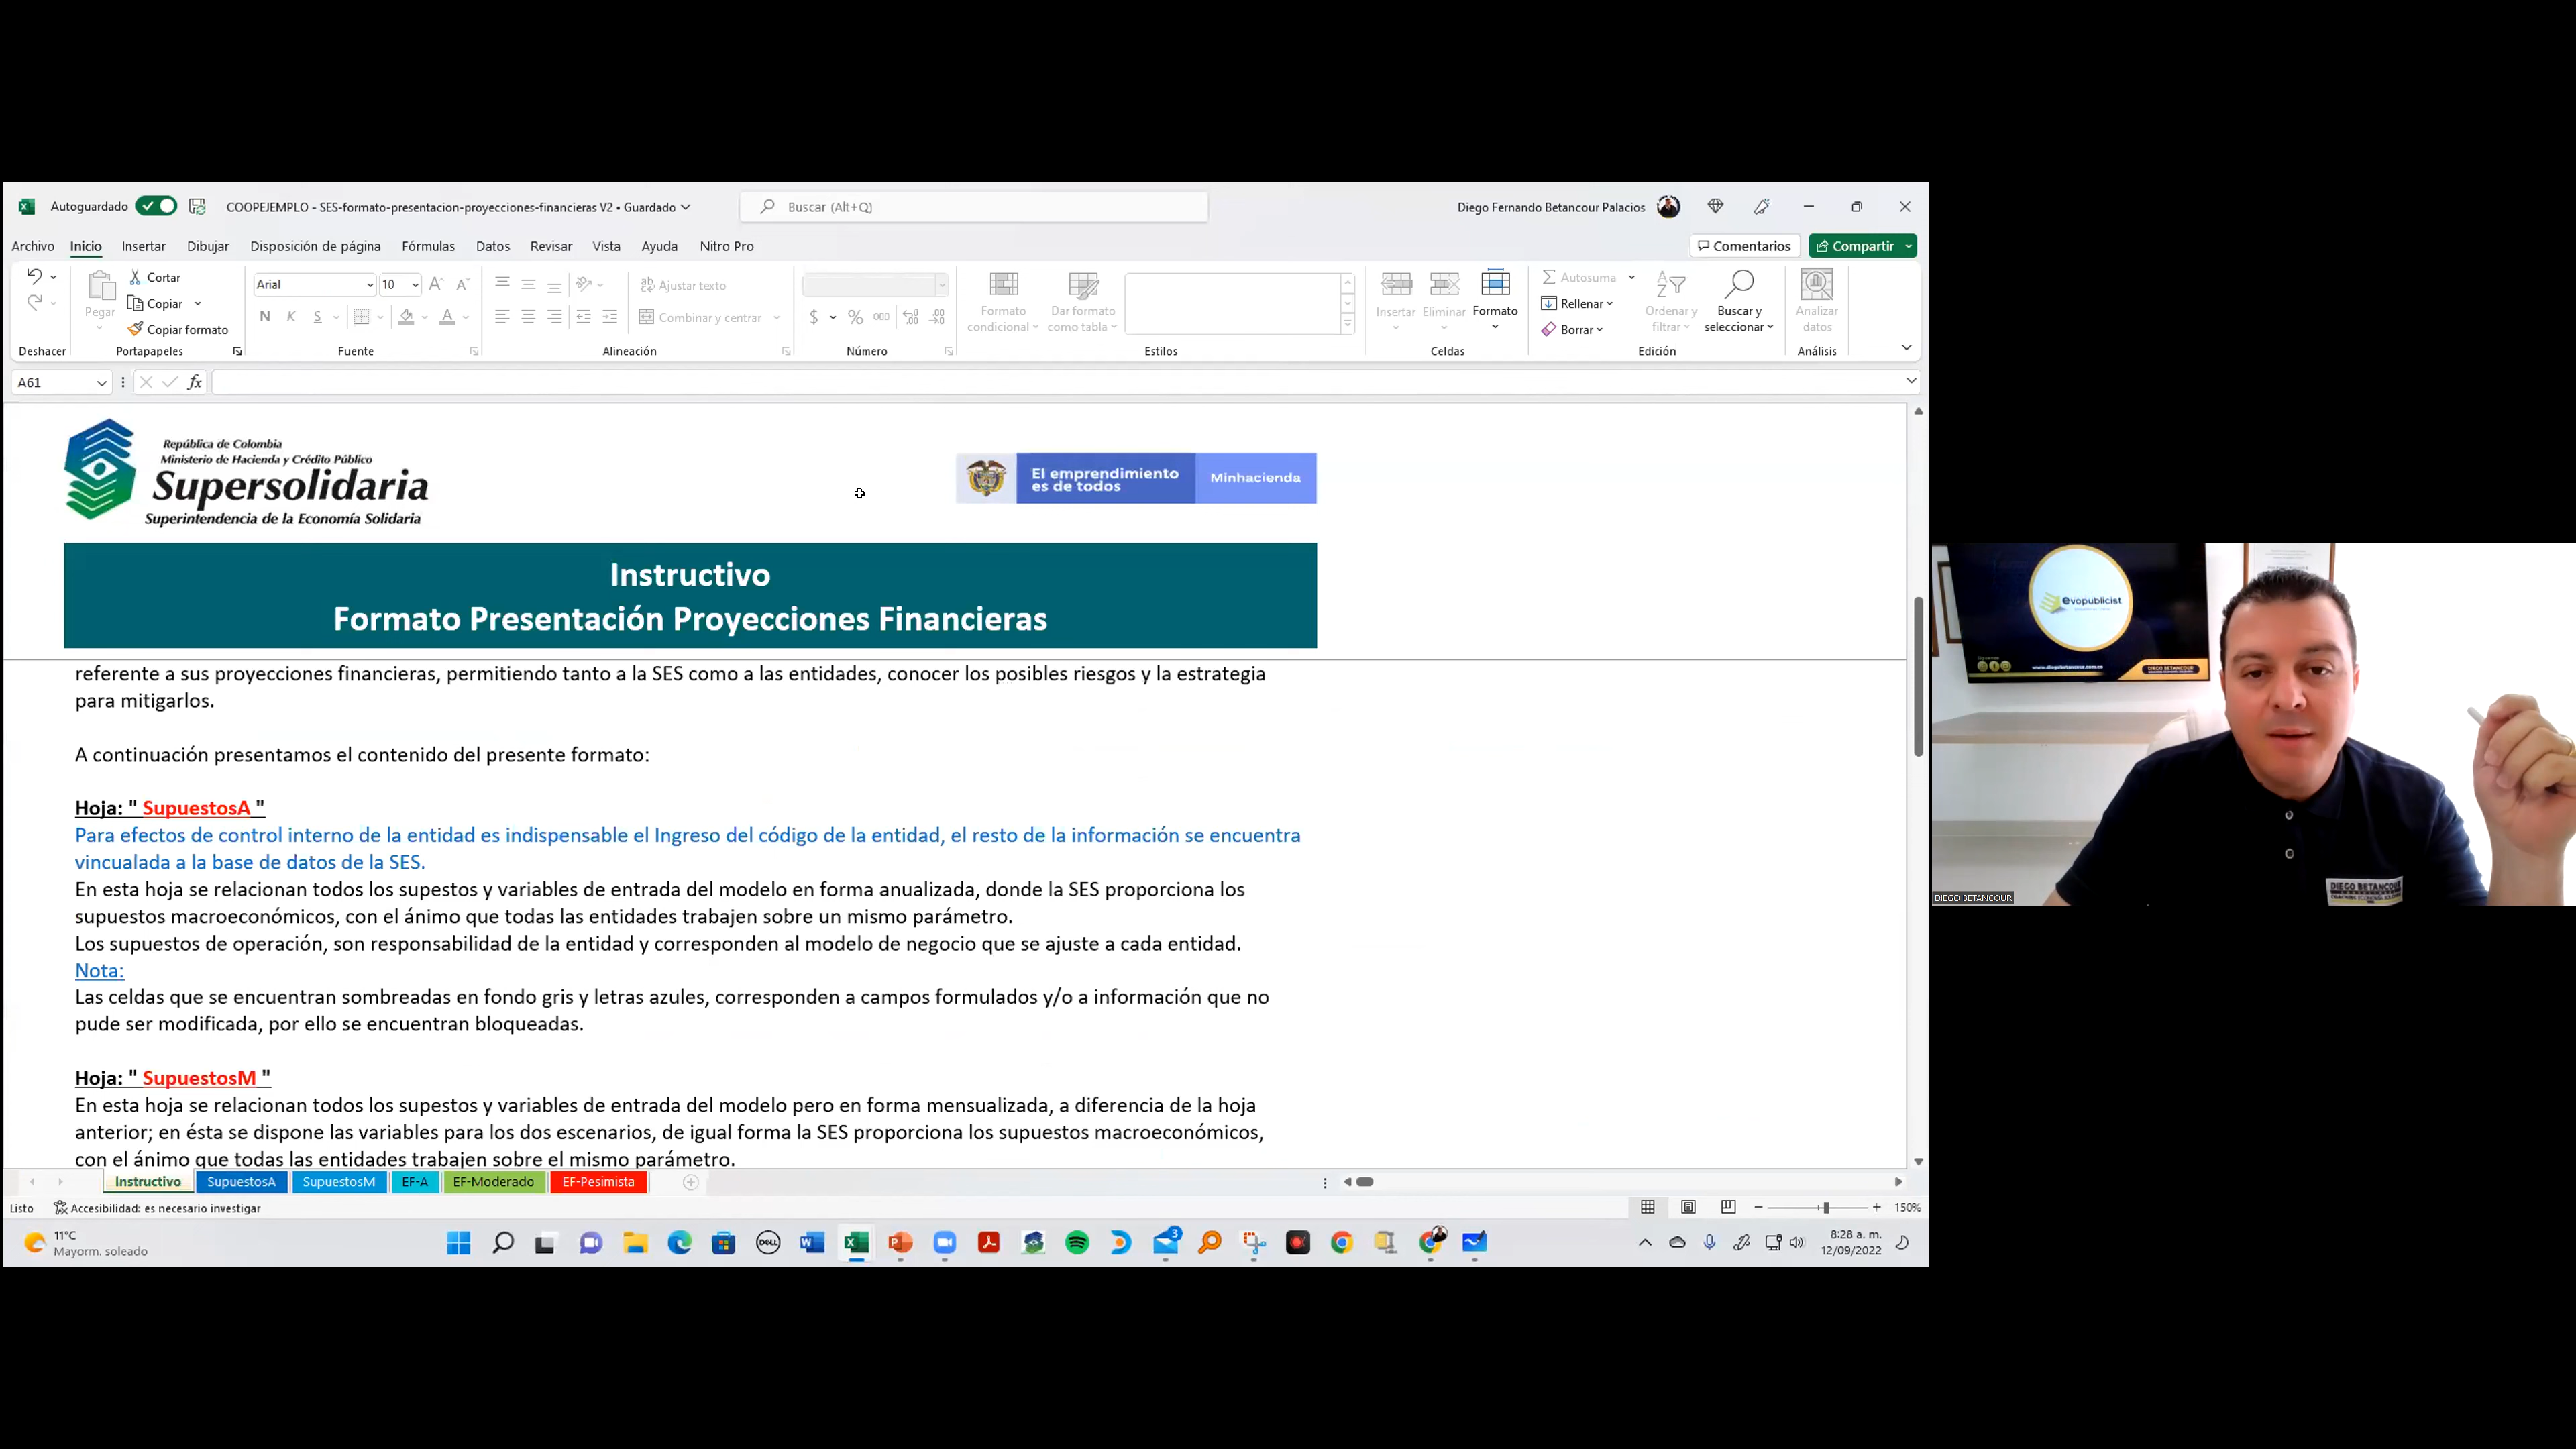 Autoguardado
COOPEJEMPLO - SES-formato-presentacion-proyecciones-financieras V2 • Guardado
Buscar (Alt+Q)
Diego Fernando Betancour Palacios
Archivo Inicio Insertar Dibujar Disposición de página Fórmulas Datos Revisar Vista Ayuda Nitro Pro
Comentarios
Compartir
Pegar
Cortar
Copiar
Copiar formato
Arial
10
N K S
Ajustar texto
Combinar y centrar
$ % 000
Formato condicional
Dar formato como tabla
Insertar
Eliminar
Formato
Autosuma
Rellenar
Borrar
Ordenar y filtrar
Buscar y seleccionar
Analizar datos
Deshacer Portapapeles Fuente Alineación Número Estilos Celdas Edición Análisis
A61
fx
República de Colombia
Ministerio de Hacienda y Crédito Público
Supersolidaria
Superintendencia de la Economía Solidaria
El emprendimiento
es de todos
Minhacienda
Instructivo
Formato Presentación Proyecciones Financieras
referente a sus proyecciones financieras, permitiendo tanto a la SES como a las entidades, conocer los posibles riesgos y la estrategia
para mitigarlos.
A continuación presentamos el contenido del presente formato:
Hoja: " SupuestosA "
Para efectos de control interno de la entidad es indispensable el Ingreso del código de la entidad, el resto de la información se encuentra
vincualada a la base de datos de la SES.
En esta hoja se relacionan todos los supestos y variables de entrada del modelo en forma anualizada, donde la SES proporciona los
supuestos macroeconómicos, con el ánimo que todas las entidades trabajen sobre un mismo parámetro.
Los supuestos de operación, son responsabilidad de la entidad y corresponden al modelo de negocio que se ajuste a cada entidad.
Nota:
Las celdas que se encuentran sombreadas en fondo gris y letras azules, corresponden a campos formulados y/o a información que no
pude ser modificada, por ello se encuentran bloqueadas.
Hoja: " SupuestosM "
En esta hoja se relacionan todos los supestos y variables de entrada del modelo pero en forma mensualizada, a diferencia de la hoja
anterior; en ésta se dispone las variables para los dos escenarios, de igual forma la SES proporciona los supuestos macroeconómicos,
con el ánimo que todas las entidades trabajen sobre el mismo parámetro.
Instructivo SupuestosA SupuestosM EF-A EF-Moderado EF-Pesimista
Listo
Accesibilidad: es necesario investigar
150%
11°C
Mayorm. soleado
DELL
3
8:28 a. m.
12/09/2022
evopublicist
www.diegobetancour.com.co
DIEGO BETANCOUR
DIEGO BETANCOUR
DIEGO BETANCOUR